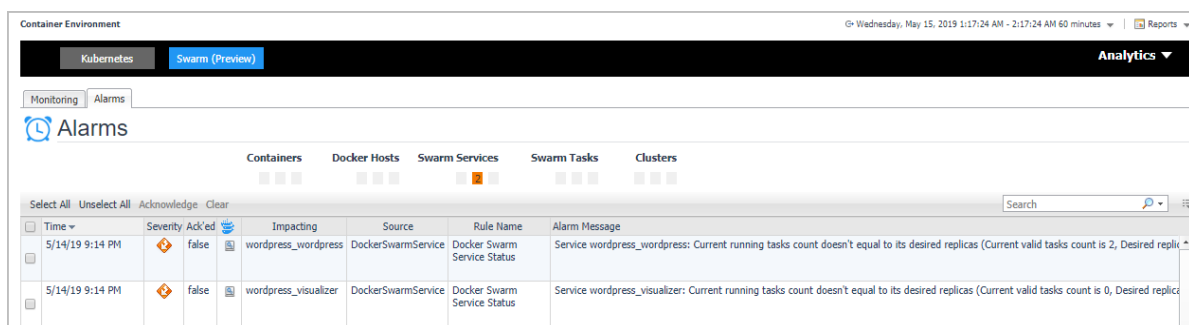 Container Environment
Wednesday, May 15, 2019 1:17:24 AM - 2:17:24 AM 60 minutes
Reports
Kubernetes
Swarm (Preview)
Analytics
Monitoring
Alarms
Alarms
Containers Docker Hosts Swarm Services Swarm Tasks Clusters
2
Select All Unselect All Acknowledge Clear
Search
Time Severity Ack'ed Impacting Source Rule Name Alarm Message
5/14/19 9:14 PM false wordpress_wordpress DockerSwarmService Docker Swarm Service Wordpress_wordpress: Current running tasks count doesn't equal to its desired replicas (Current valid tasks count is 2, Desired
Service Status
5/14/19 9:14 PM false wordpress_visualizer DockerSwarmService Docker Swarm Service wordpress_visualizer: Current running tasks count doesn't equal to its desired replicas (Current valid tasks count is 0, Desired
Service Status